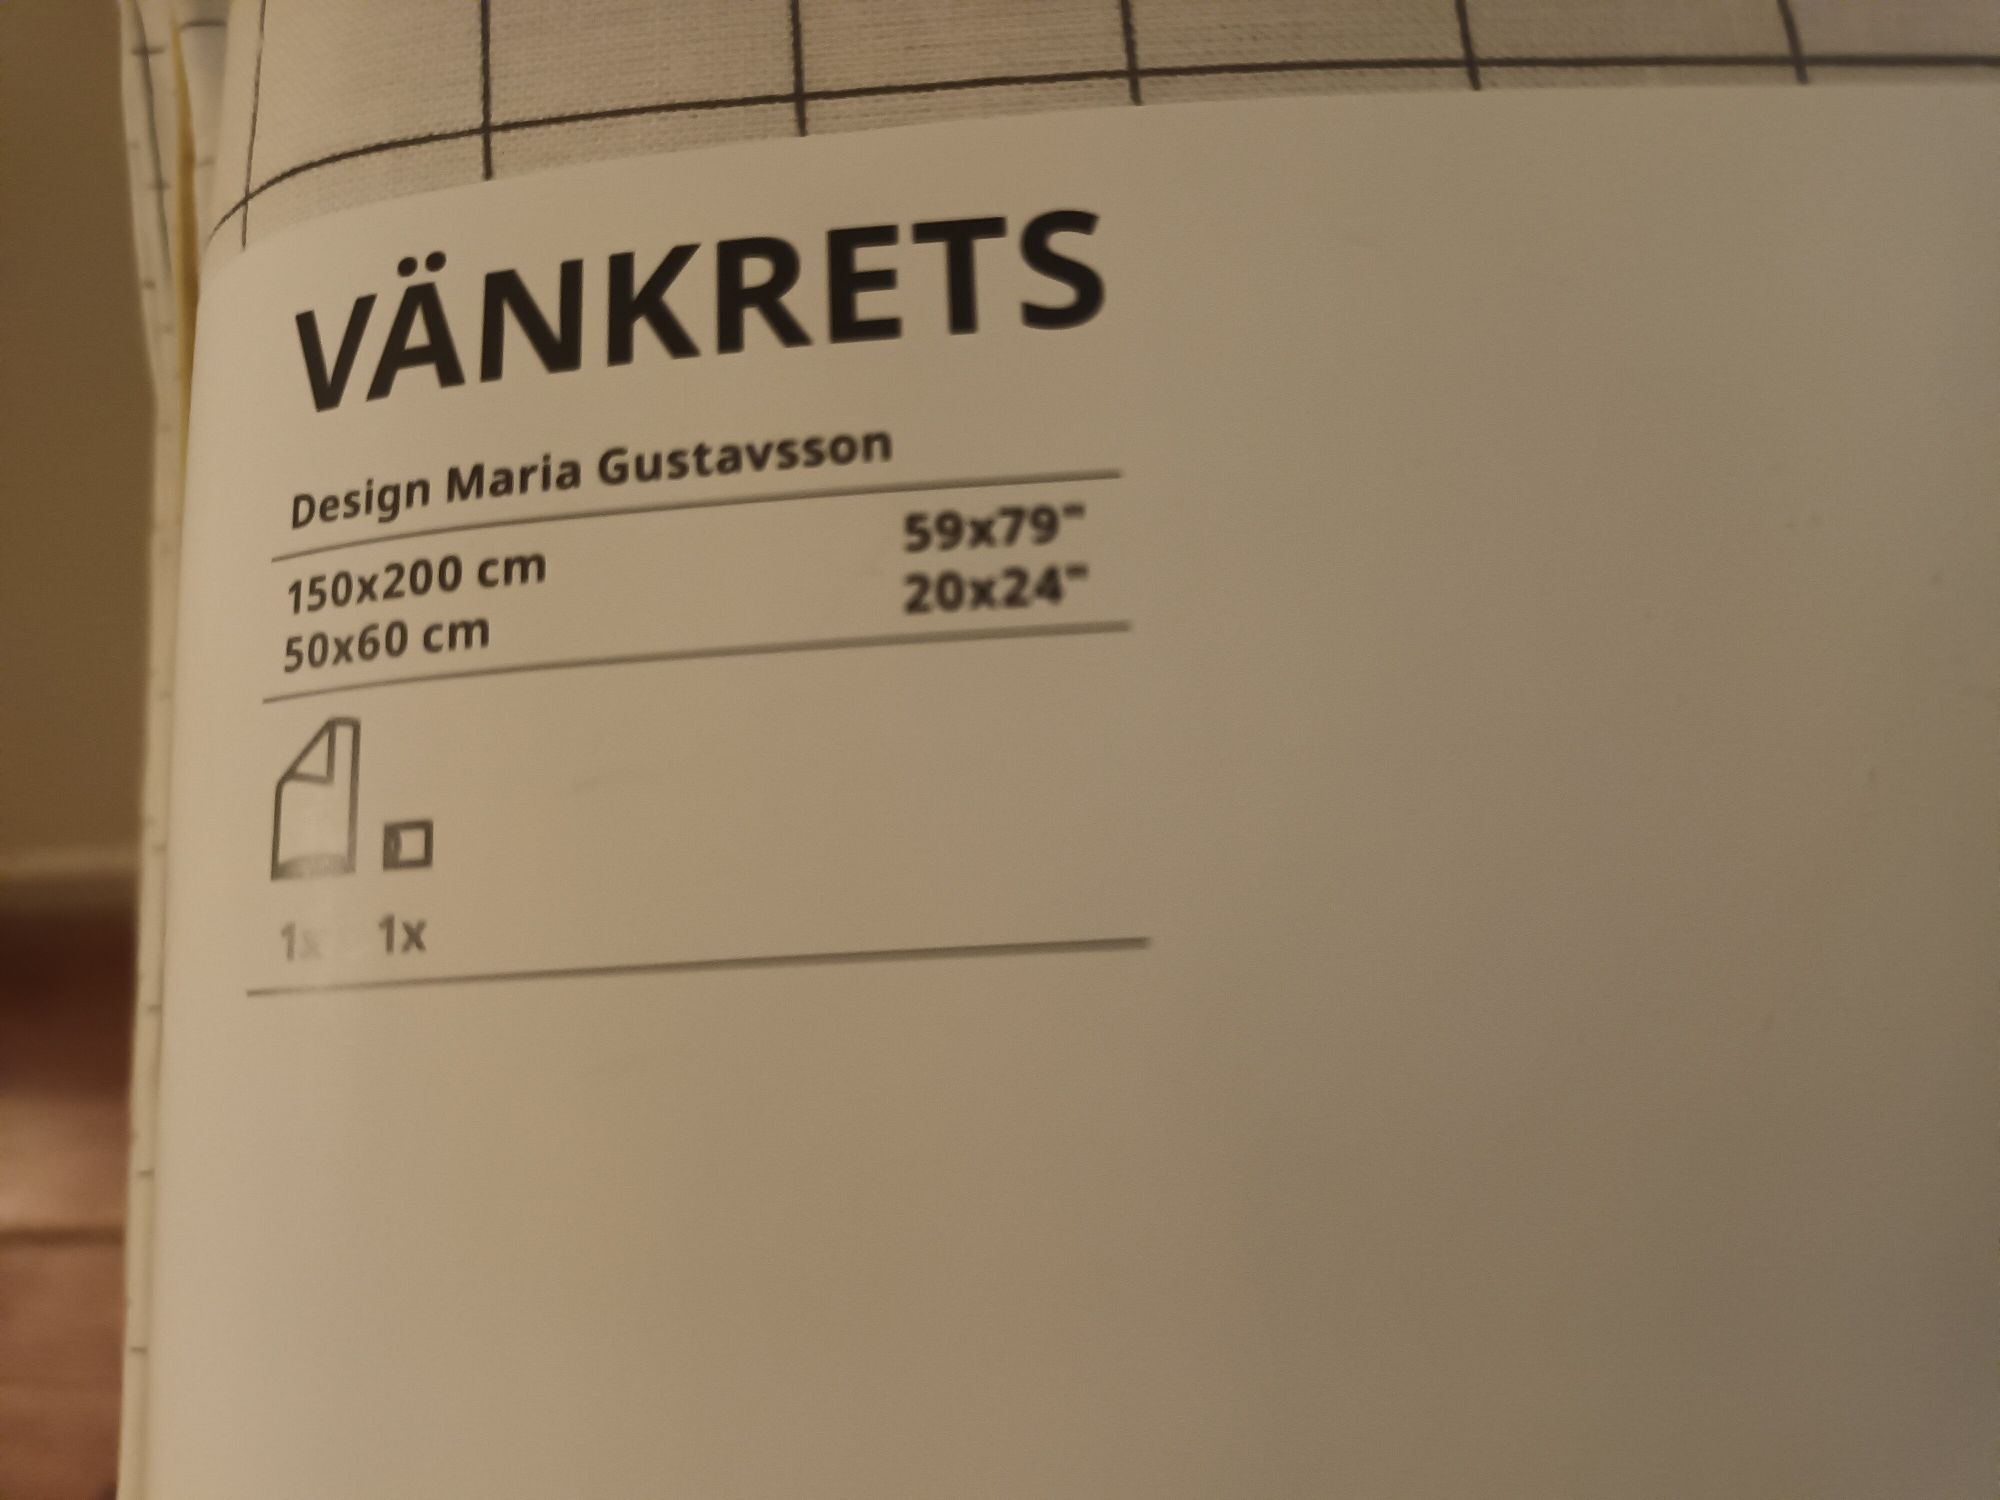 VÄNKRETS
Design Maria Gustavsson
150x200 cm 59x79"
50x60 cm 20x24"
1x 1x